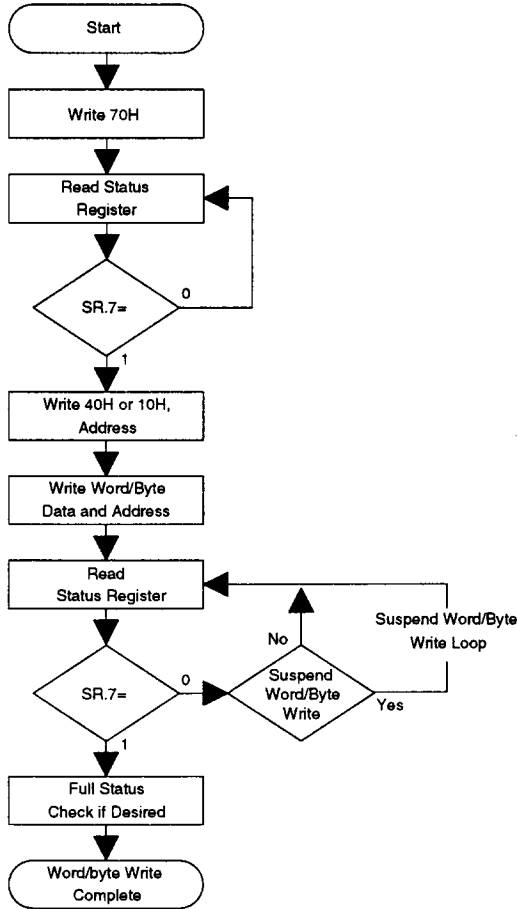 Start
Write 70H
Read Status
Register
SR.7=
0
1
Write 40H or 10H,
Address
Write Word/Byte
Data and Address
Read
Status Register
Suspend Word/Byte
Write Loop
No
SR.7=
0
Suspend
Word/Byte
Write
Yes
1
Full Status
Check if Desired
Word/byte Write
Complete